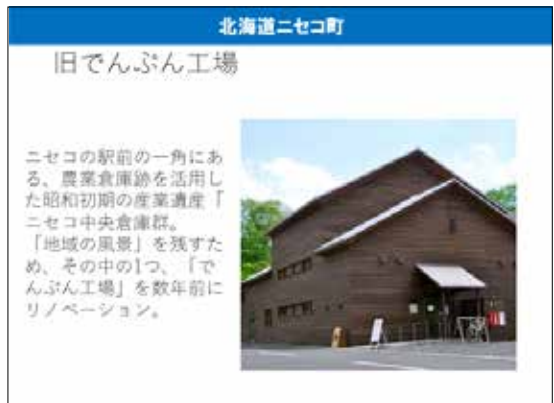 北海道ニセコ町
旧でんぷん工場
ニセコの駅前の一角にあ
る、農業倉庫跡を活用し
た昭和初期の産業遺産「
ニセコ中央倉庫群。
「地域の風景」を残すた
め、その中の1つ、「で
んぷん工場」を数年前に
リノベーション。